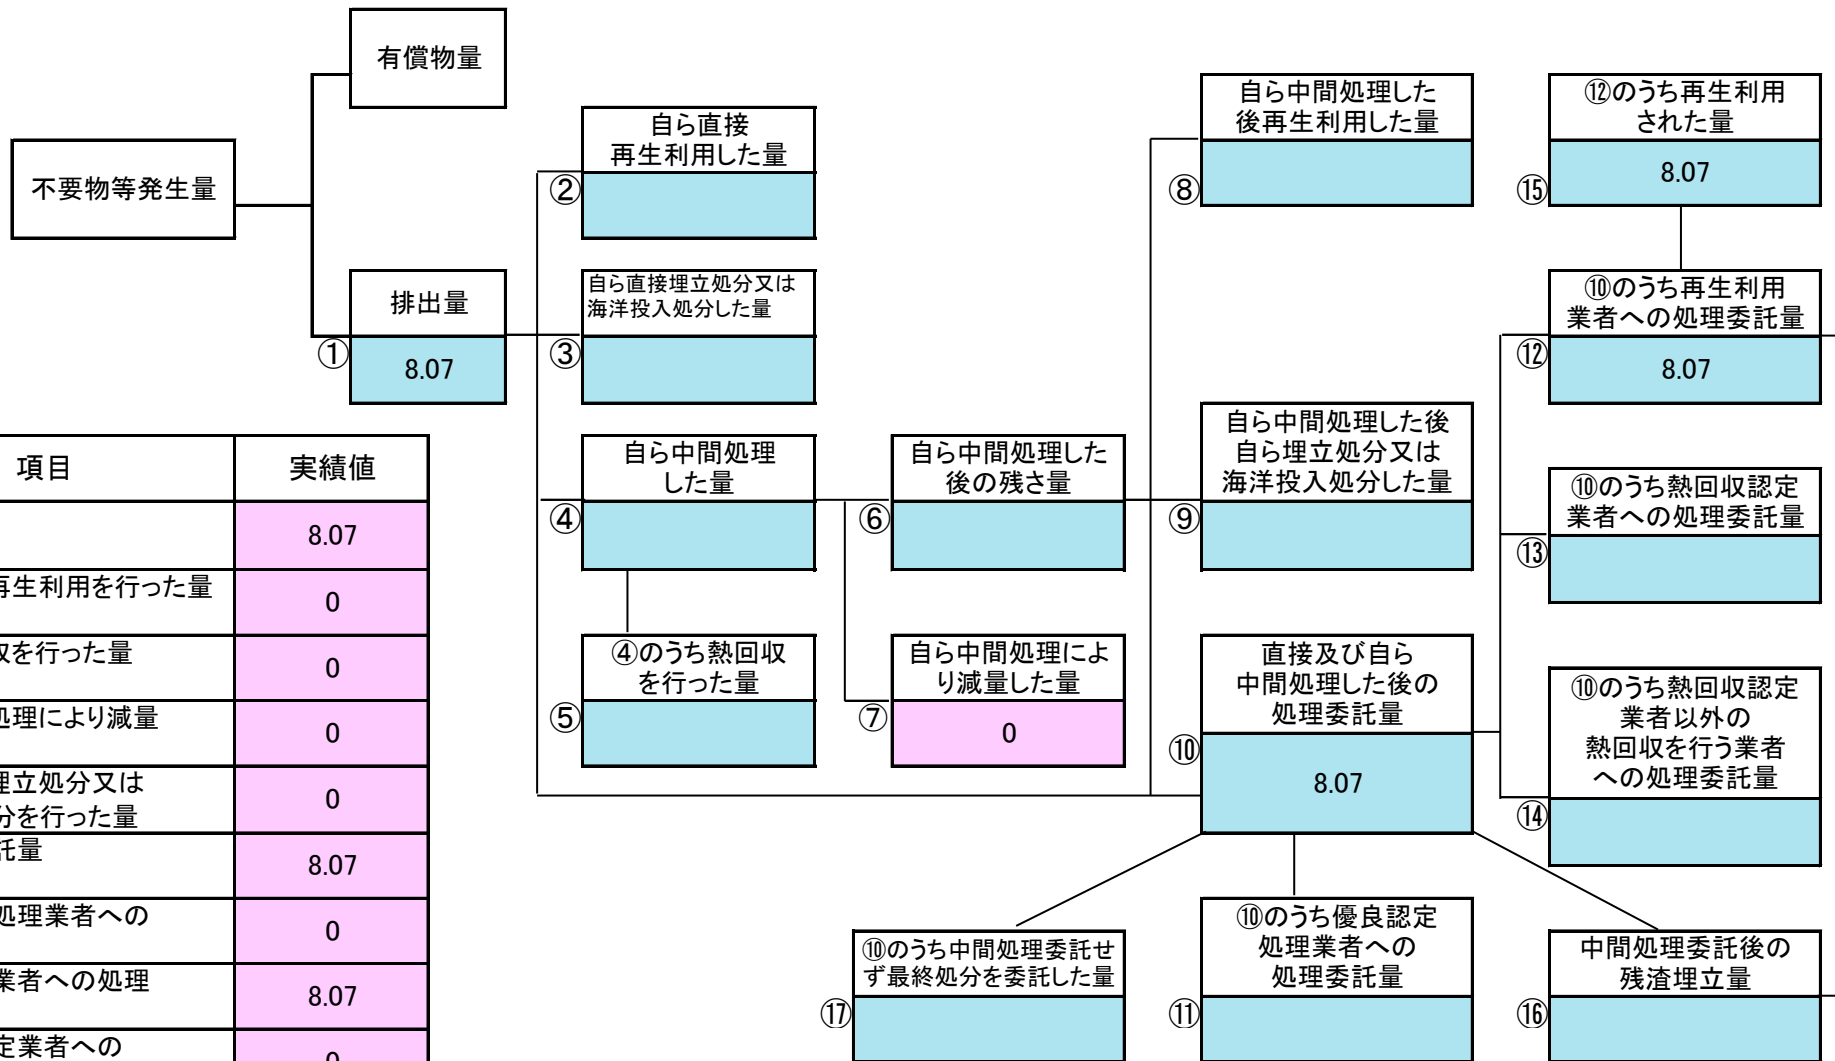 有償物量
不要物等発生量
排出量
①
8.07
自ら直接
再生利用した量
②
自ら直接埋立処分又は
海洋投入処分した量
③
自ら中間処理
した量
④
④のうち熱回収
を行った量
⑤
自ら中間処理した
後の残さ量
⑥
自ら中間処理によ
り減量した量
⑦
0
自ら中間処理した
後再生利用した量
⑧
自ら中間処理した後
自ら埋立処分又は
海洋投入処分した量
⑨
直接及び自ら
中間処理した後の
処理委託量
⑩
8.07
⑫のうち再生利用
された量
⑮
8.07
⑩のうち再生利用
業者への処理委託量
⑫
8.07
⑩のうち熱回収認定
業者への処理委託量
⑬
⑩のうち熱回収認定
業者以外の
熱回収を行う業者
への処理委託量
⑭
⑩のうち中間処理委託せ
ず最終処分を委託した量
⑰
⑩のうち優良認定
処理業者への
処理委託量
⑪
中間処理委託後の
残渣埋立量
⑯
項目 実績値
8.07
再生利用を行った量
0
を行った量
0
処理により減量
0
埋立処分又は
分を行った量
0
託量
8.07
処理業者への
0
業者への処理
8.07
定業者への
0